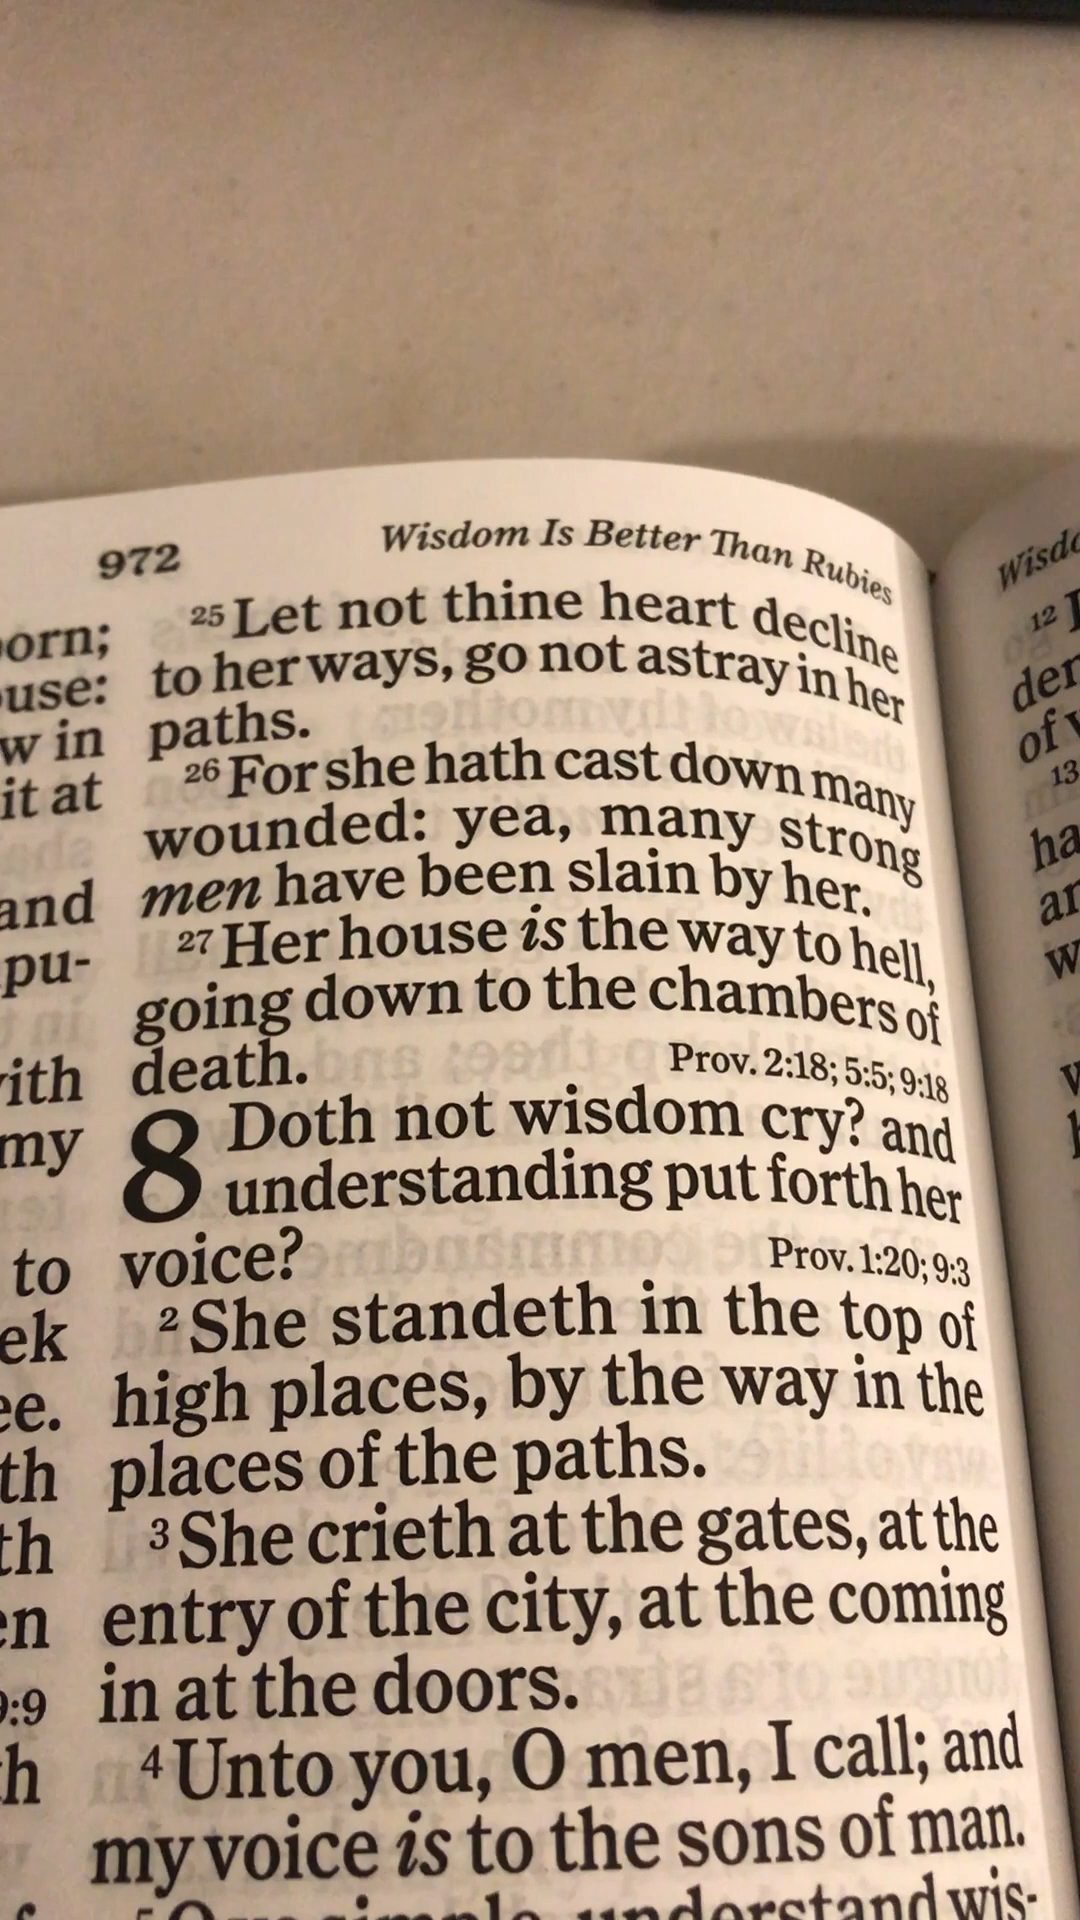 972
Wisdom Is Better Than Rubies
orn;
use:
w in
it at
and
pu-
ith
my
to
ek
ee.
th
th
en
9:9
h
25 Let not thine heart decline
to her ways, go not astray in her
paths.
26 For she hath cast down many
wounded: yea, many strong
men have been slain by her.
27 Her house is the way to hell,
going down to the chambers of
death. Prov. 2:18; 5:5; 9:18
8 Doth not wisdom cry? and
understanding put forth her
voice? Prov. 1:20; 9:3
2 She standeth in the top of
high places, by the way in the
places of the paths.
3 She crieth at the gates, at the
entry of the city, at the coming
in at the doors.
4 Unto you, O men, I call; and
my voice is to the sons of man.
5 O ye simple, understand wis-
Wisdo
12 I
der
of
13
ha
ar
w